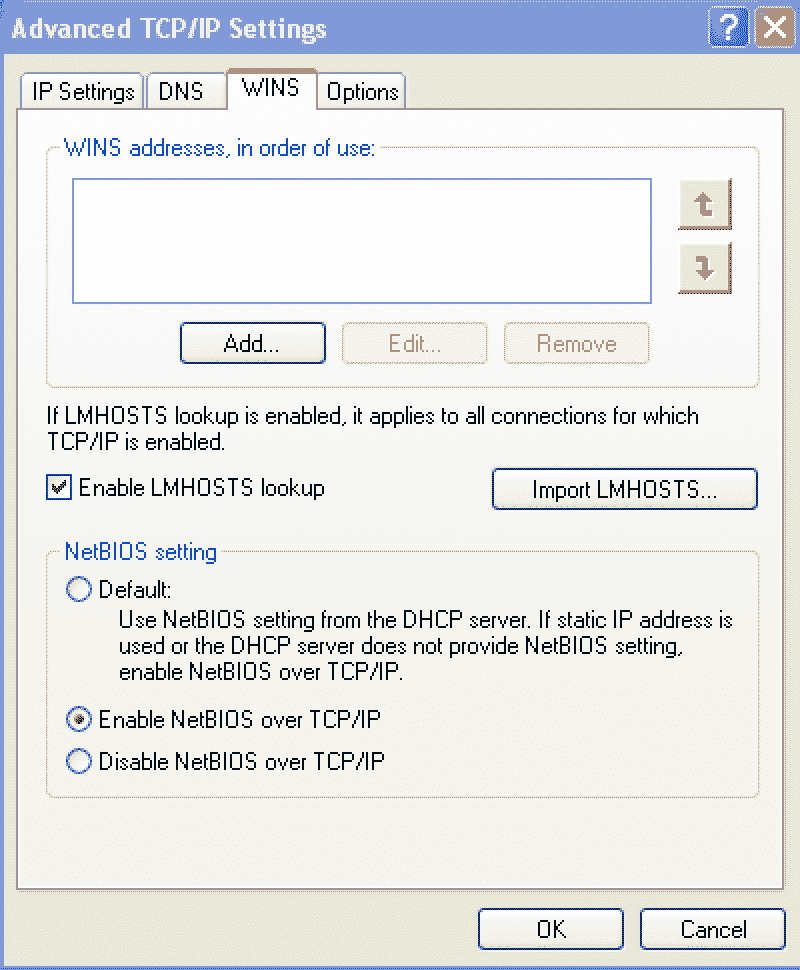 Advanced TCP/IP Settings
?
IP Settings
DNS
WINS
Options
WINS addresses, in order of use:
Add...
Edit...
Remove
If LMHOSTS lookup is enabled, it applies to all connections for which
TCP/IP is enabled.
Enable LMHOSTS lookup
Import LMHOSTS...
NetBIOS setting
Default:
Use NetBIOS setting from the DHCP server. If static IP address is
used or the DHCP server does not provide NetBIOS setting,
enable NetBIOS over TCP/IP.
Enable NetBIOS over TCP/IP
Disable NetBIOS over TCP/IP
OK
Cancel